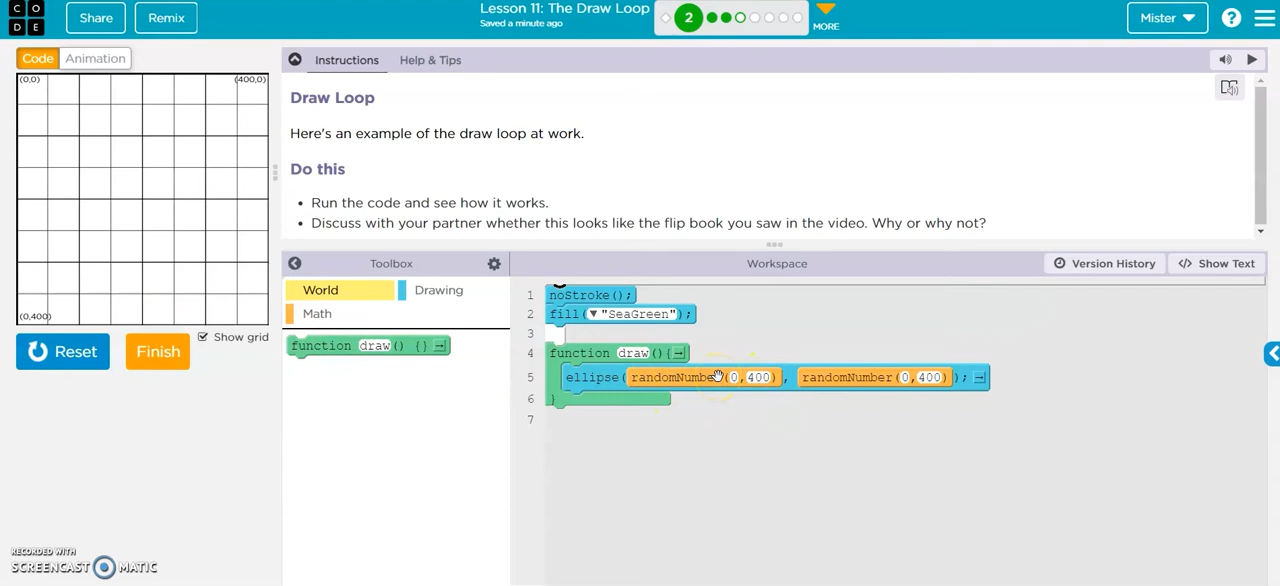 CO
DE
Share
Remix
Lesson 11: The Draw Loop
Saved a minute ago
2
MORE
Mister
?
Code
Animation
(0,0)
(400,0)
(0,400)
Reset
Finish
Show grid
Instructions
Help & Tips
Draw Loop
Here's an example of the draw loop at work.
Do this
• Run the code and see how it works.
• Discuss with your partner whether this looks like the flip book you saw in the video. Why or why not?
Toolbox
Workspace
Version History
</> Show Text
World
Drawing
Math
function draw() {}
1 noStroke();
2 fill("SeaGreen");
3
4 function draw(){
5 ellipse(randomNumber(0,400), randomNumber(0,400));
6 }
7
RECORDED WITH
SCREENCAST MATIC